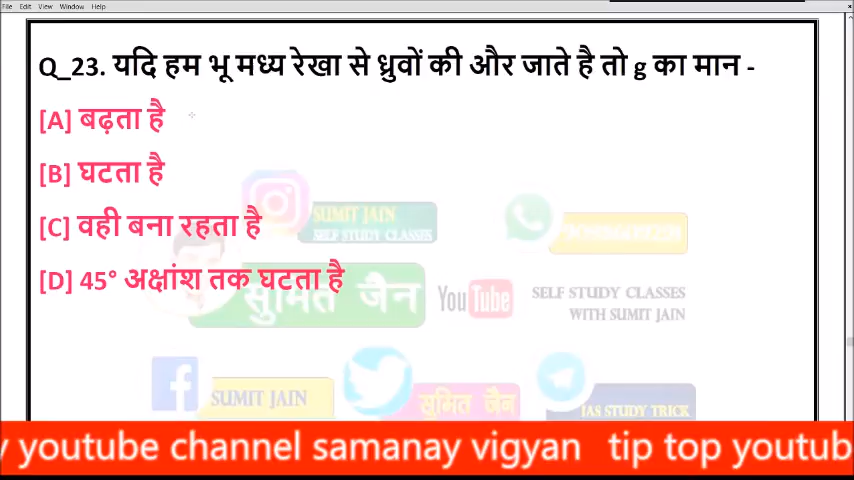 File Edit View Window Help
Q_23. यदि हम भू मध्य रेखा से ध्रुवों की और जाते है तो g का मान -
[A] बढ़ता है
[B] घटता है
[C] वही बना रहता है
[D] 45° अक्षांश तक घटता है
SUMIT JAIN
SELF STUDY CLASSES
सुमित जैन
YouTube
SELF STUDY CLASSES
WITH SUMIT JAIN
SUMIT JAIN
सुमित जैन
IAS STUDY TRICK
y youtube channel samanay vigyan tip top youtub